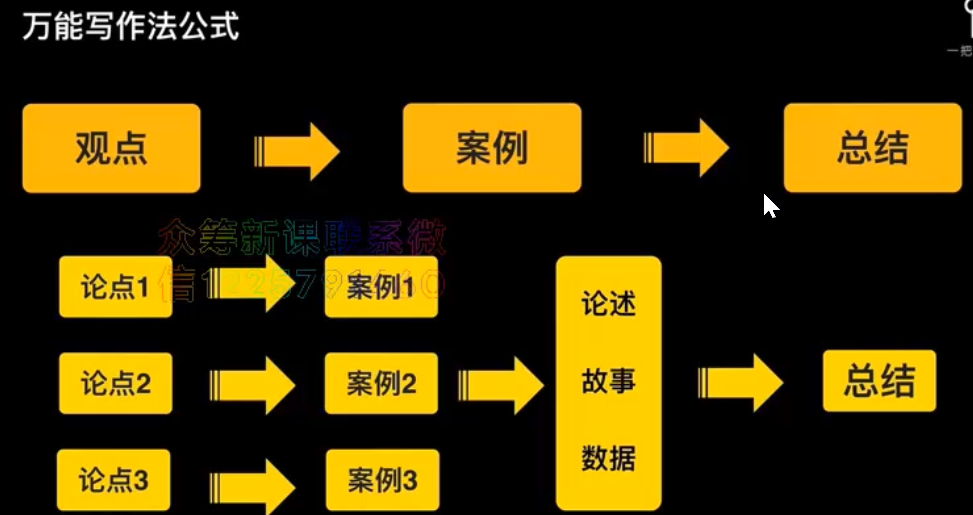 万能写作法公式
一把
观点
案例
总结
众筹新课联系微
论点1
案例1
论述
论点2
案例2
故事
总结
论点3
案例3
数据